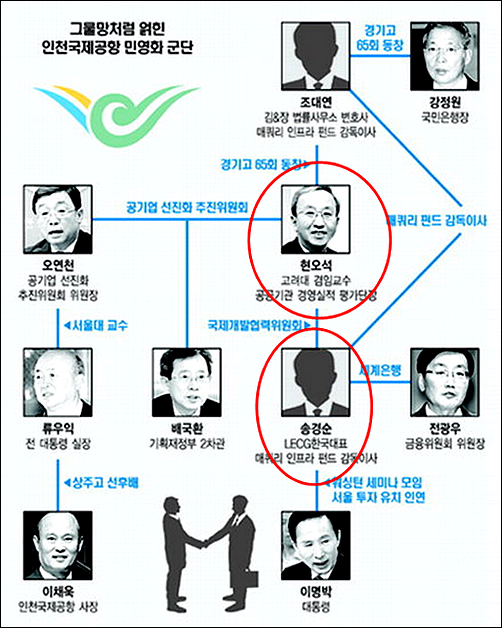 그물망처럼 얽힌
인천국제공항 민영화 군단
경기고
65회 동창
조대연
김&장 법률사무소 변호사
매쿼리 인프라 펀드 감독이사
강정원
국민은행장
경기고 65회 동창
공기업 선진화 추진위원회
매쿼리 펀드 감독이사
오연천
공기업 선진화
추진위원회 위원장
현오석
고려대 겸임교수
공공기관 경영실적 평가단장
서울대 교수
국제개발협력위원회
세계은행
류우익
전 대통령 실장
배국환
기획재정부 2차관
송경순
LECG한국대표
매쿼리 인프라 펀드 감독이사
전광우
금융위원회 위원장
상주고 선후배
워싱턴 세미나 모임
서울 투자 유치 인연
이채욱
인천국제공항 사장
이명박
대통령